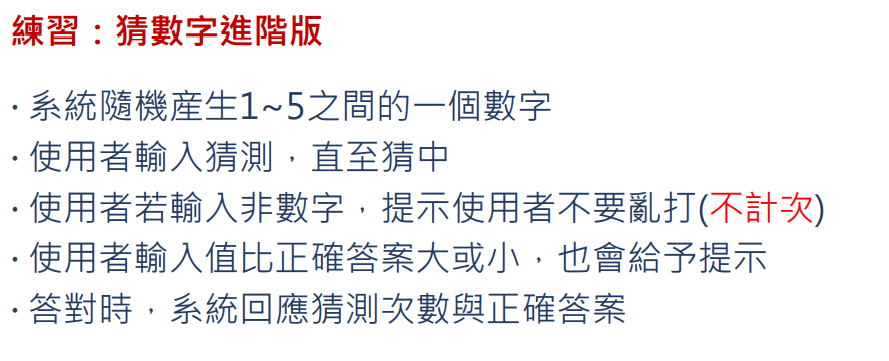 練習：猜數字進階版
· 系統隨機產生1~5之間的一個數字
· 使用者輸入猜測，直至猜中
· 使用者若輸入非數字，提示使用者不要亂打(不計次)
· 使用者輸入值比正確答案大或小，也會給予提示
· 答對時，系統回應猜測次數與正確答案